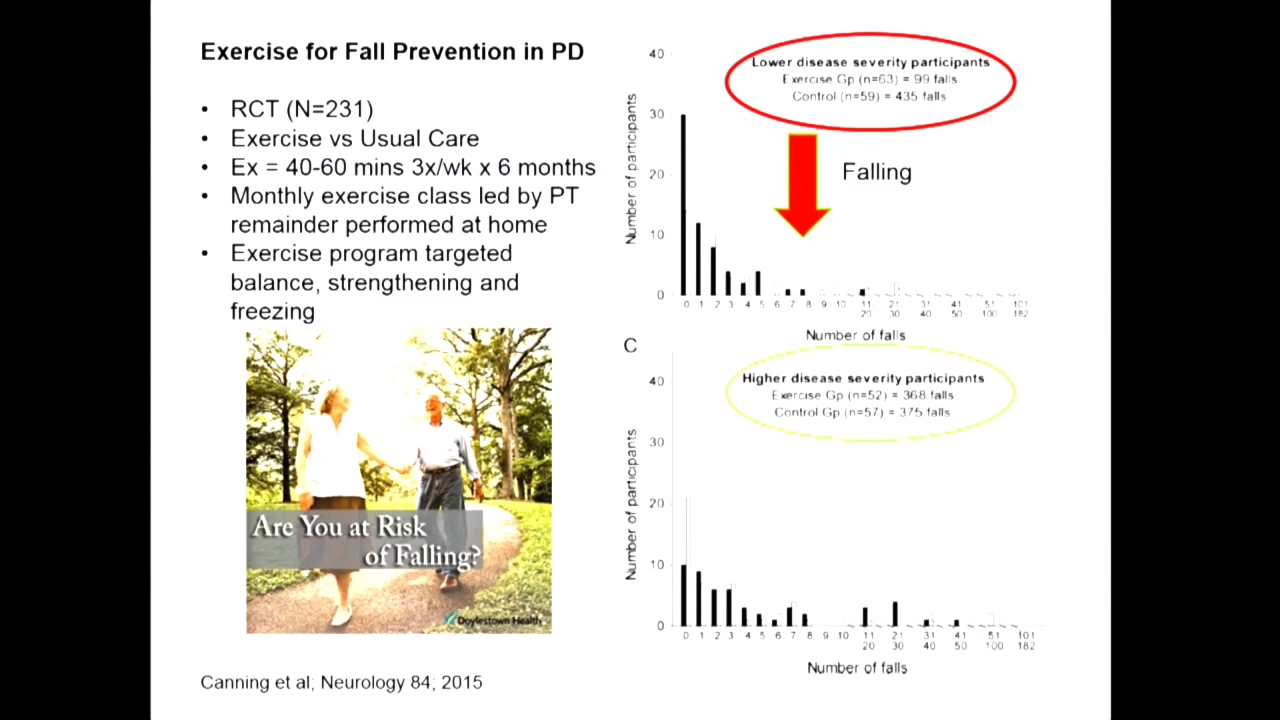 Exercise for Fall Prevention in PD
• RCT (N=231)
• Exercise vs Usual Care
• Ex = 40-60 mins 3x/wk x 6 months
• Monthly exercise class led by PT
remainder performed at home
• Exercise program targeted
balance, strengthening and
freezing
Are You at Risk
of Falling?
Doylestown Health
Canning et al; Neurology 84; 2015
Lower disease severity participants
Exercise Gp (n=63) = 99 falls
Control (n=59) = 435 falls
Falling
Number of participants
40
30
20
10
0
0 1 2 3 4 5 6 7 8 9 10 11 21 31 41 51 101
20 30 40 50 100 182
Number of falls
C
Higher disease severity participants
Exercise Gp (n=52) = 368 falls
Control Gp (n=57) = 375 falls
Number of participants
40
30
20
10
0
0 1 2 3 4 5 6 7 8 9 10 11 21 31 41 51 101
20 30 40 50 100 182
Number of falls